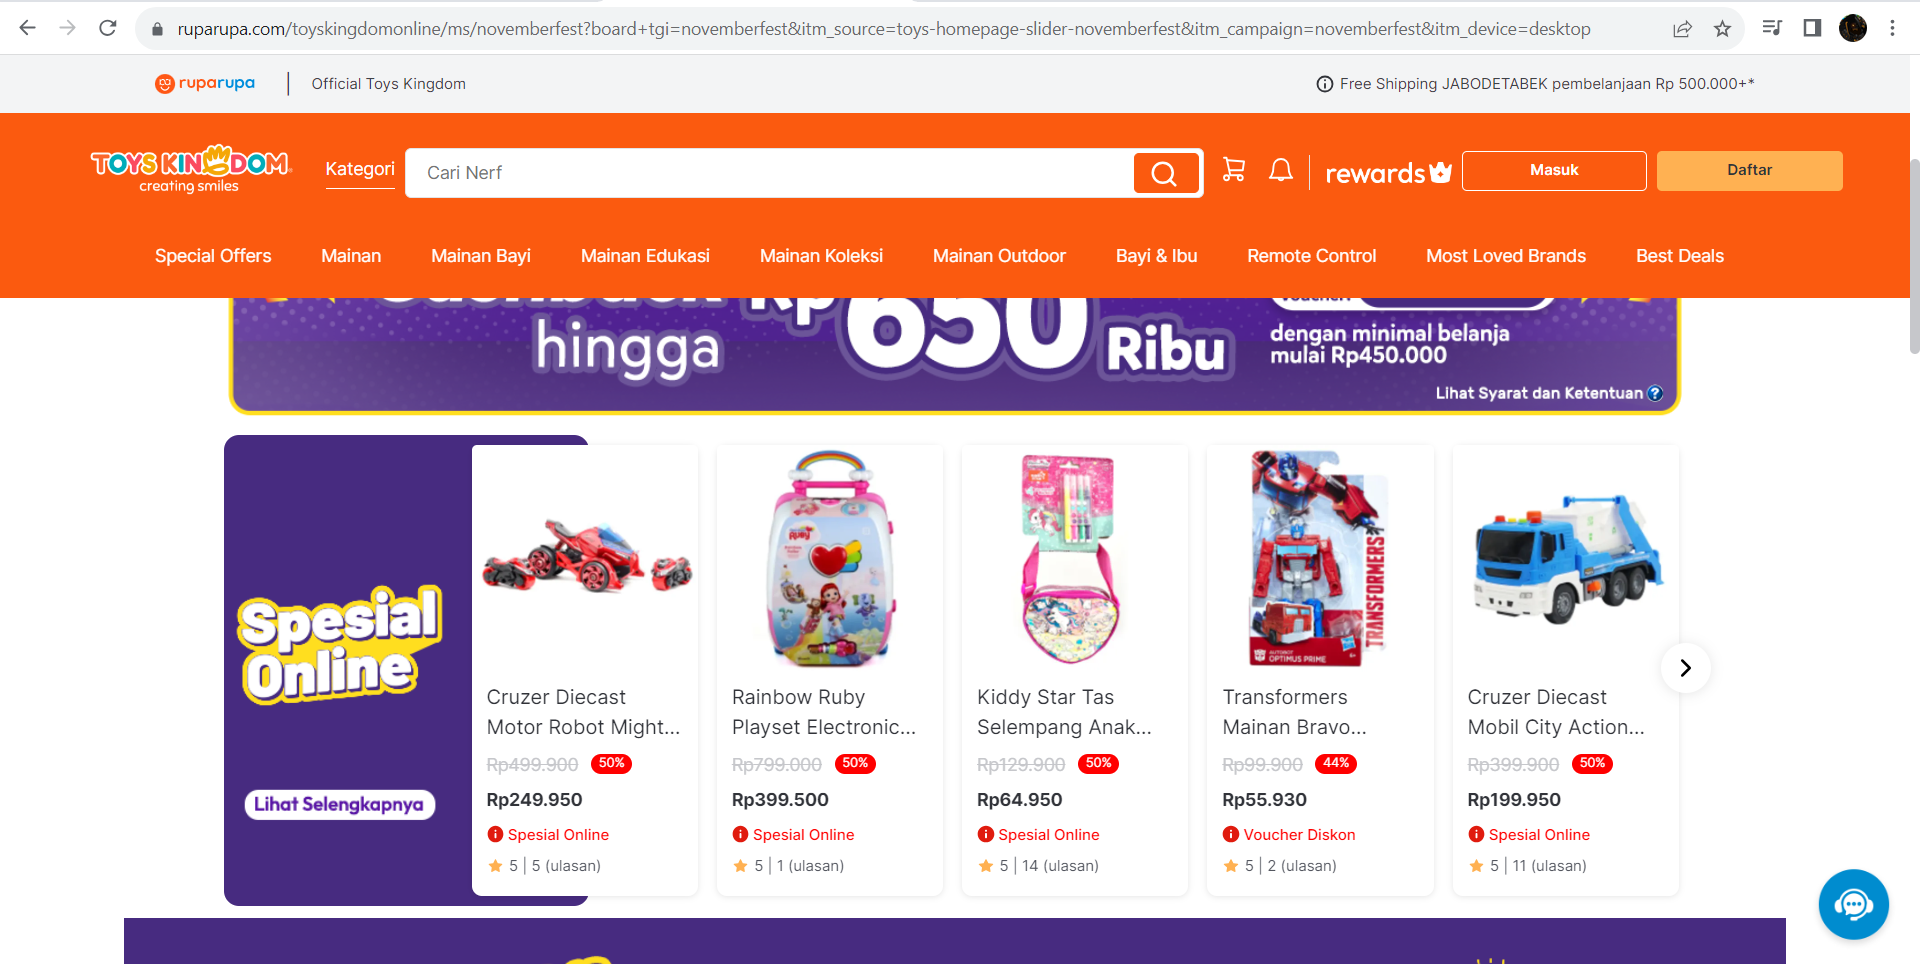 ruparupa.com/toyskingdomonline/ms/novemberfest?board+tgi=novemberfest&itm_source=toys-homepage-slider-novemberfest&itm_campaign=novemberfest&itm_device=desktop
ruparupa
Official Toys Kingdom
Free Shipping JABODETABEK pembelanjaan Rp 500.000+*
TOYS KINGDOM
creating smiles
Kategori
Cari Nerf
rewards
Masuk
Daftar
Special Offers
Mainan
Mainan Bayi
Mainan Edukasi
Mainan Koleksi
Mainan Outdoor
Bayi & Ibu
Remote Control
Most Loved Brands
Best Deals
hingga
Rp
650
Ribu
dengan minimal belanja
mulai Rp450.000
Lihat Syarat dan Ketentuan
Spesial
Online
Lihat Selengkapnya
Cruzer Diecast
Motor Robot Might...
Rp499.900 50%
Rp249.950
Spesial Online
5 | 5 (ulasan)
Ruby
Rainbow Ruby
Playset Electronic...
Rp799.000 50%
Rp399.500
Spesial Online
5 | 1 (ulasan)
Kiddy Star Tas
Selempang Anak...
Rp129.900 50%
Rp64.950
Spesial Online
5 | 14 (ulasan)
TRANSFORMERS
AUTOBOT
OPTIMUS PRIME
Transformers
Mainan Bravo...
Rp99.900 44%
Rp55.930
Voucher Diskon
5 | 2 (ulasan)
Cruzer Diecast
Mobil City Action...
Rp399.900 50%
Rp199.950
Spesial Online
5 | 11 (ulasan)